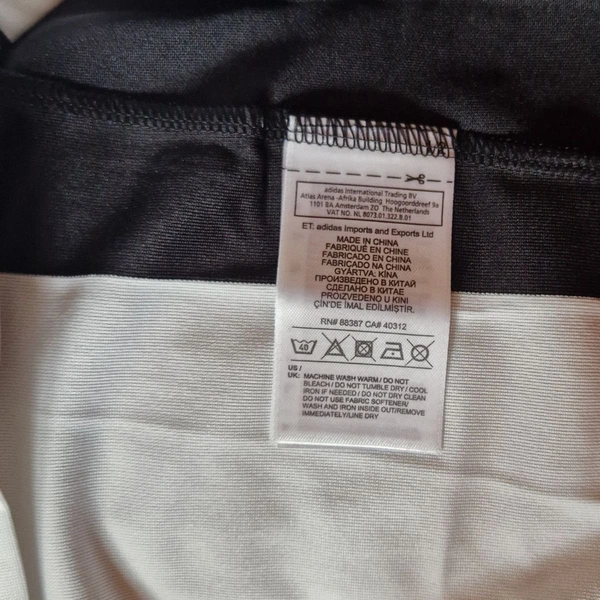 adidas International Trading BV
Atlas Arena -Afrika Building Hoogoorddreef 9a
1101 BA Amsterdam ZO The Netherlands
VAT NO. NL 8073.01.322.B.01
ET: adidas Imports and Exports Ltd
MADE IN CHINA
FABRIQUÉ EN CHINE
FABRICADO EN CHINA
FABRICADO NA CHINA
GYÁRTVA: KÍNA
ПРОИЗВЕДЕНО В КИТАЙ
СДЕЛАНО В КИТАЕ
PROIZVEDENO U KINI
ÇİN'DE İMAL EDİLMİŞTİR.
RN# 88387 CA# 40312
40
US /
UK: MACHINE WASH WARM / DO NOT
BLEACH / DO NOT TUMBLE DRY / COOL
IRON IF NEEDED / DO NOT DRY CLEAN
DO NOT USE FABRIC SOFTENER/
WASH AND IRON INSIDE OUT/REMOVE
IMMEDIATELY/LINE DRY